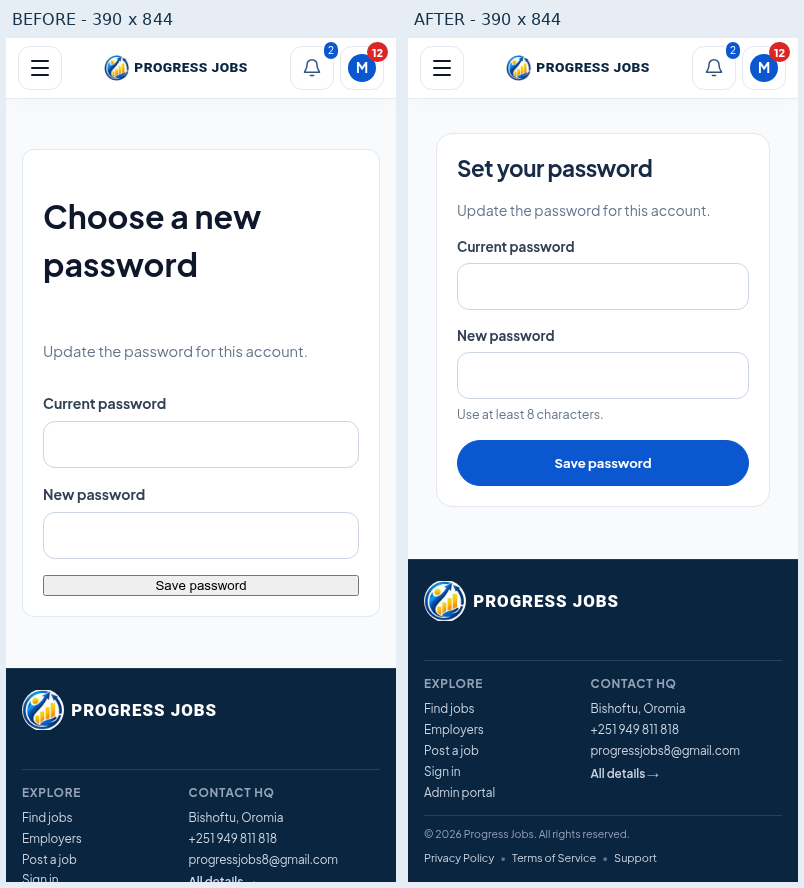 BEFORE - 390 x 844
PROGRESS JOBS
2
M
12
Choose a new
password
Update the password for this account.
Current password
New password
Save password
PROGRESS JOBS
EXPLORE
CONTACT HQ
Find jobs
Bishoftu, Oromia
Employers
+251 949 811 818
Post a job
progressjobs8@gmail.com
Sign in
All details →
AFTER - 390 x 844
PROGRESS JOBS
2
M
12
Set your password
Update the password for this account.
Current password
New password
Use at least 8 characters.
Save password
PROGRESS JOBS
EXPLORE
CONTACT HQ
Find jobs
Bishoftu, Oromia
Employers
+251 949 811 818
Post a job
progressjobs8@gmail.com
Sign in
All details →
Admin portal
© 2026 Progress Jobs. All rights reserved.
Privacy Policy • Terms of Service • Support